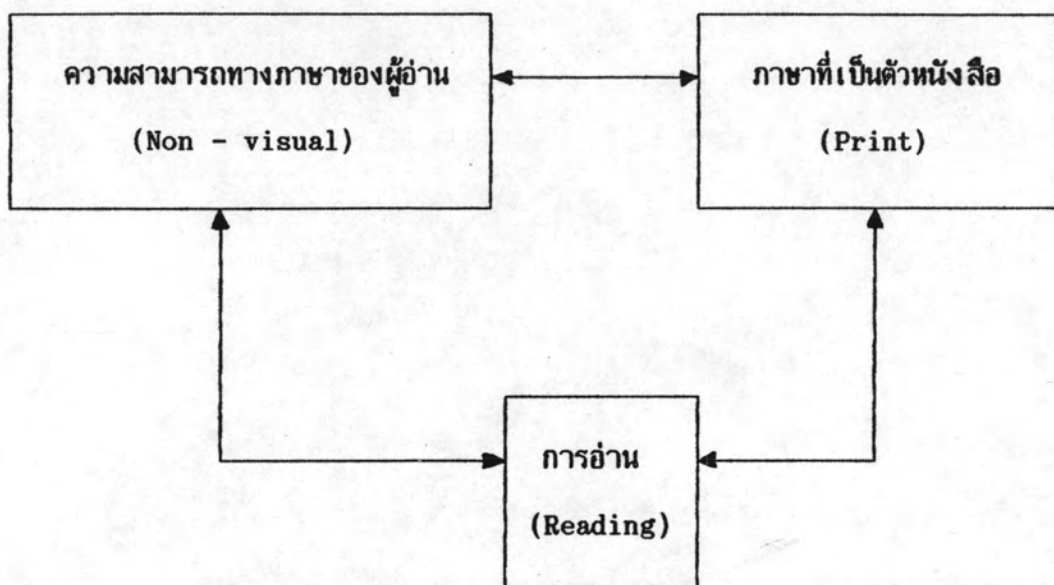 ความสามารถทางภาษาของผู้อ่าน
(Non - visual)
ภาษาที่เป็นตัวหนังสือ
(Print)
การอ่าน
(Reading)